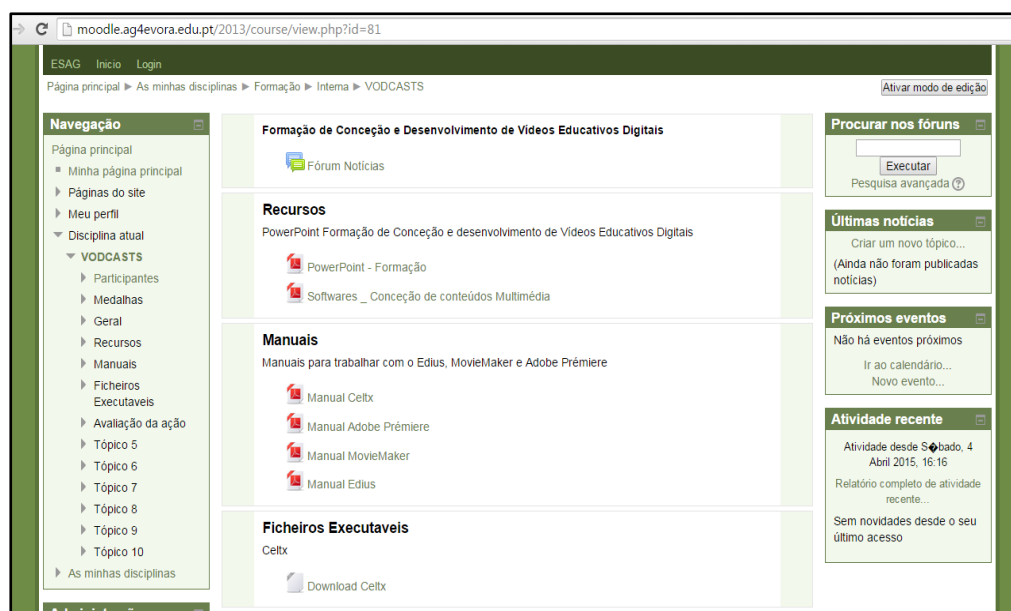 moodle.ag4evora.edu.pt/2013/course/view.php?id=81
ESAG Inicio Login
Página principal ► As minhas disciplinas ► Formação ► Interna ► VODCASTS
Ativar modo de edição
Navegação
Página principal
Minha página principal
Páginas do site
Meu perfil
Disciplina atual
VODCASTS
Participantes
Medalhas
Geral
Recursos
Manuais
Ficheiros
Executaveis
Avaliação da ação
Tópico 5
Tópico 6
Tópico 7
Tópico 8
Tópico 9
Tópico 10
As minhas disciplinas
Formação de Conceção e Desenvolvimento de Vídeos Educativos Digitais
Fórum Notícias
Recursos
PowerPoint Formação de Conceção e desenvolvimento de Vídeos Educativos Digitais
PowerPoint - Formação
Softwares _ Conceção de conteúdos Multimédia
Manuais
Manuais para trabalhar com o Edius, MovieMaker e Adobe Prémiere
Manual Celtx
Manual Adobe Prémiere
Manual MovieMaker
Manual Edius
Ficheiros Executaveis
Celtx
Download Celtx
Procurar nos fóruns
Executar
Pesquisa avançada
Últimas notícias
Criar um novo tópico...
(Ainda não foram publicadas
notícias)
Próximos eventos
Não há eventos próximos
Ir ao calendário...
Novo evento...
Atividade recente
Atividade desde S�bado, 4
Abril 2015, 16:16
Relatório completo de atividade
recente...
Sem novidades desde o seu
último acesso